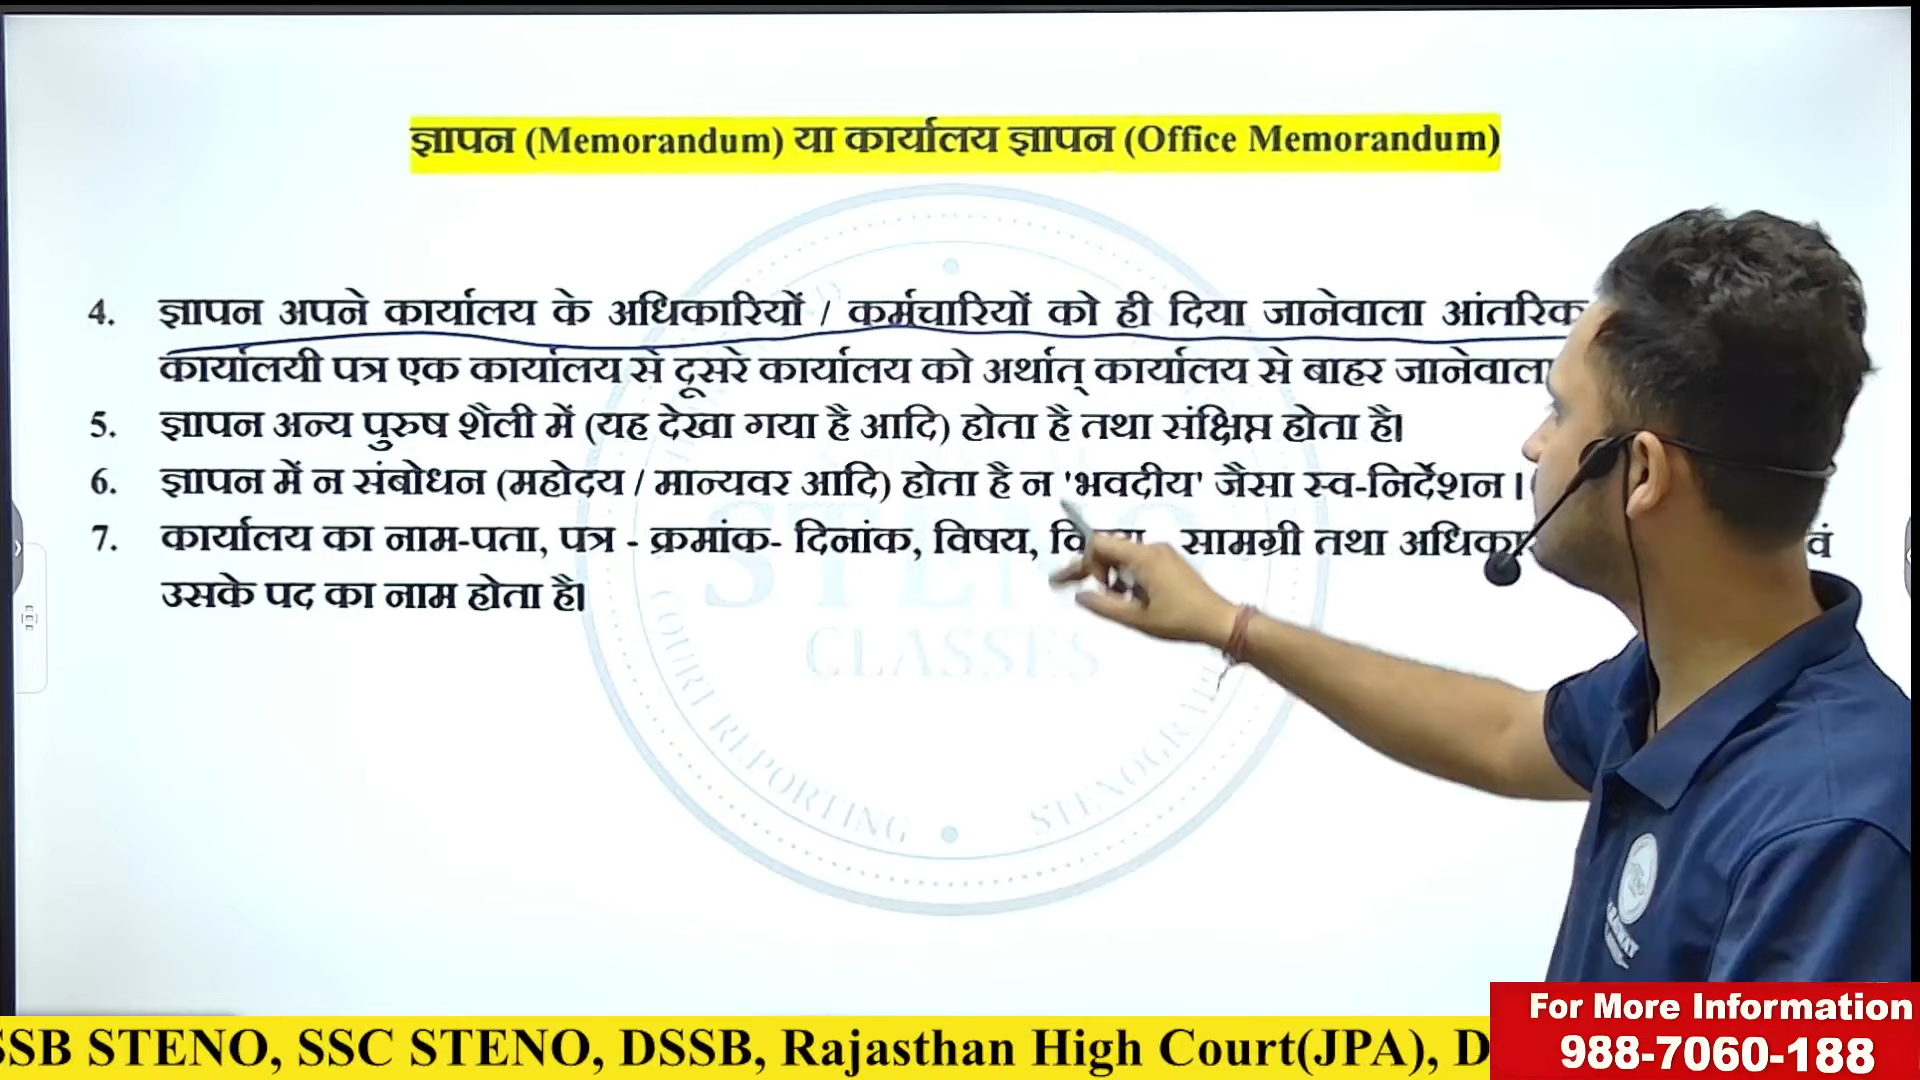 ज्ञापन (Memorandum) या कार्यालय ज्ञापन (Office Memorandum)
4. ज्ञापन अपने कार्यालय के अधिकारियों / कर्मचारियों को ही दिया जानेवाला आंतरिक
कार्यालयी पत्र एक कार्यालय से दूसरे कार्यालय को अर्थात् कार्यालय से बाहर जानेवाला
5. ज्ञापन अन्य पुरुष शैली में (यह देखा गया है आदि) होता है तथा संक्षिप्त होता है।
6. ज्ञापन में न संबोधन (महोदय / मान्यवर आदि) होता है न 'भवदीय' जैसा स्व-निर्देशन।
7. कार्यालय का नाम-पता, पत्र - क्रमांक- दिनांक, विषय, सामग्री तथा
उसके पद का नाम होता है।
STENO
CLASSES
COURT REPORTING
For More Information
988-7060-188
SSB STENO, SSC STENO, DSSB, Rajasthan High Court(JPA), D